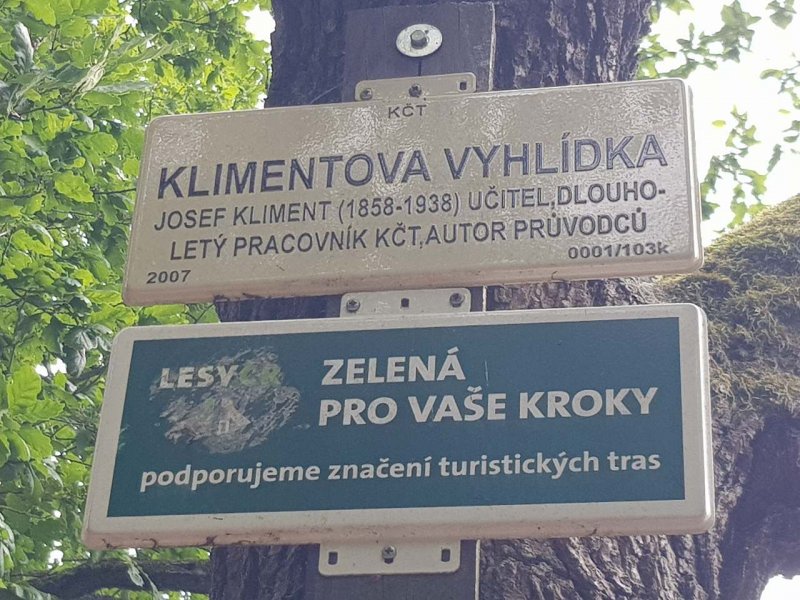 KČT
KLIMENTOVA VYHLÍDKA
JOSEF KLIMENT (1858-1938) UČITEL,DLOUHO-
LETÝ PRACOVNÍK KČT,AUTOR PRŮVODCŮ
2007 0001/103k
LESY ČR
ZELENÁ
PRO VAŠE KROKY
podporujeme značení turistických tras